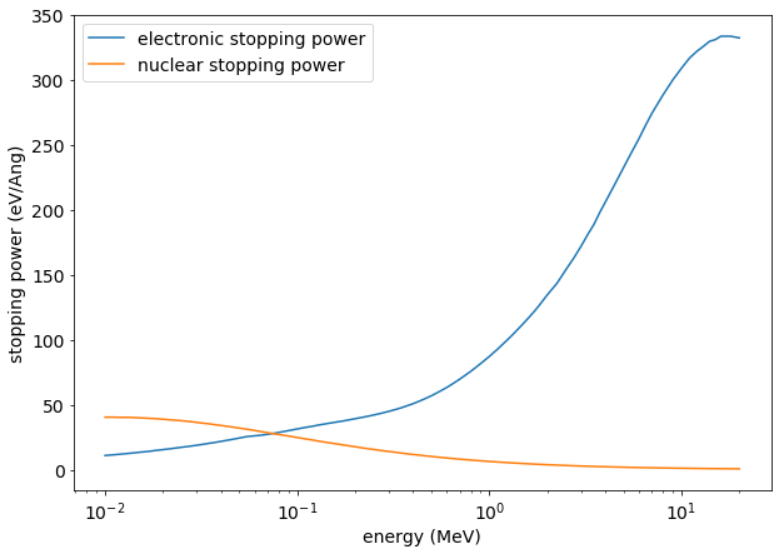 electronic stopping power
nuclear stopping power
stopping power (eV/Ang)
350
300
250
200
150
100
50
0
10⁻² 10⁻¹ 10⁰ 10¹
energy (MeV)